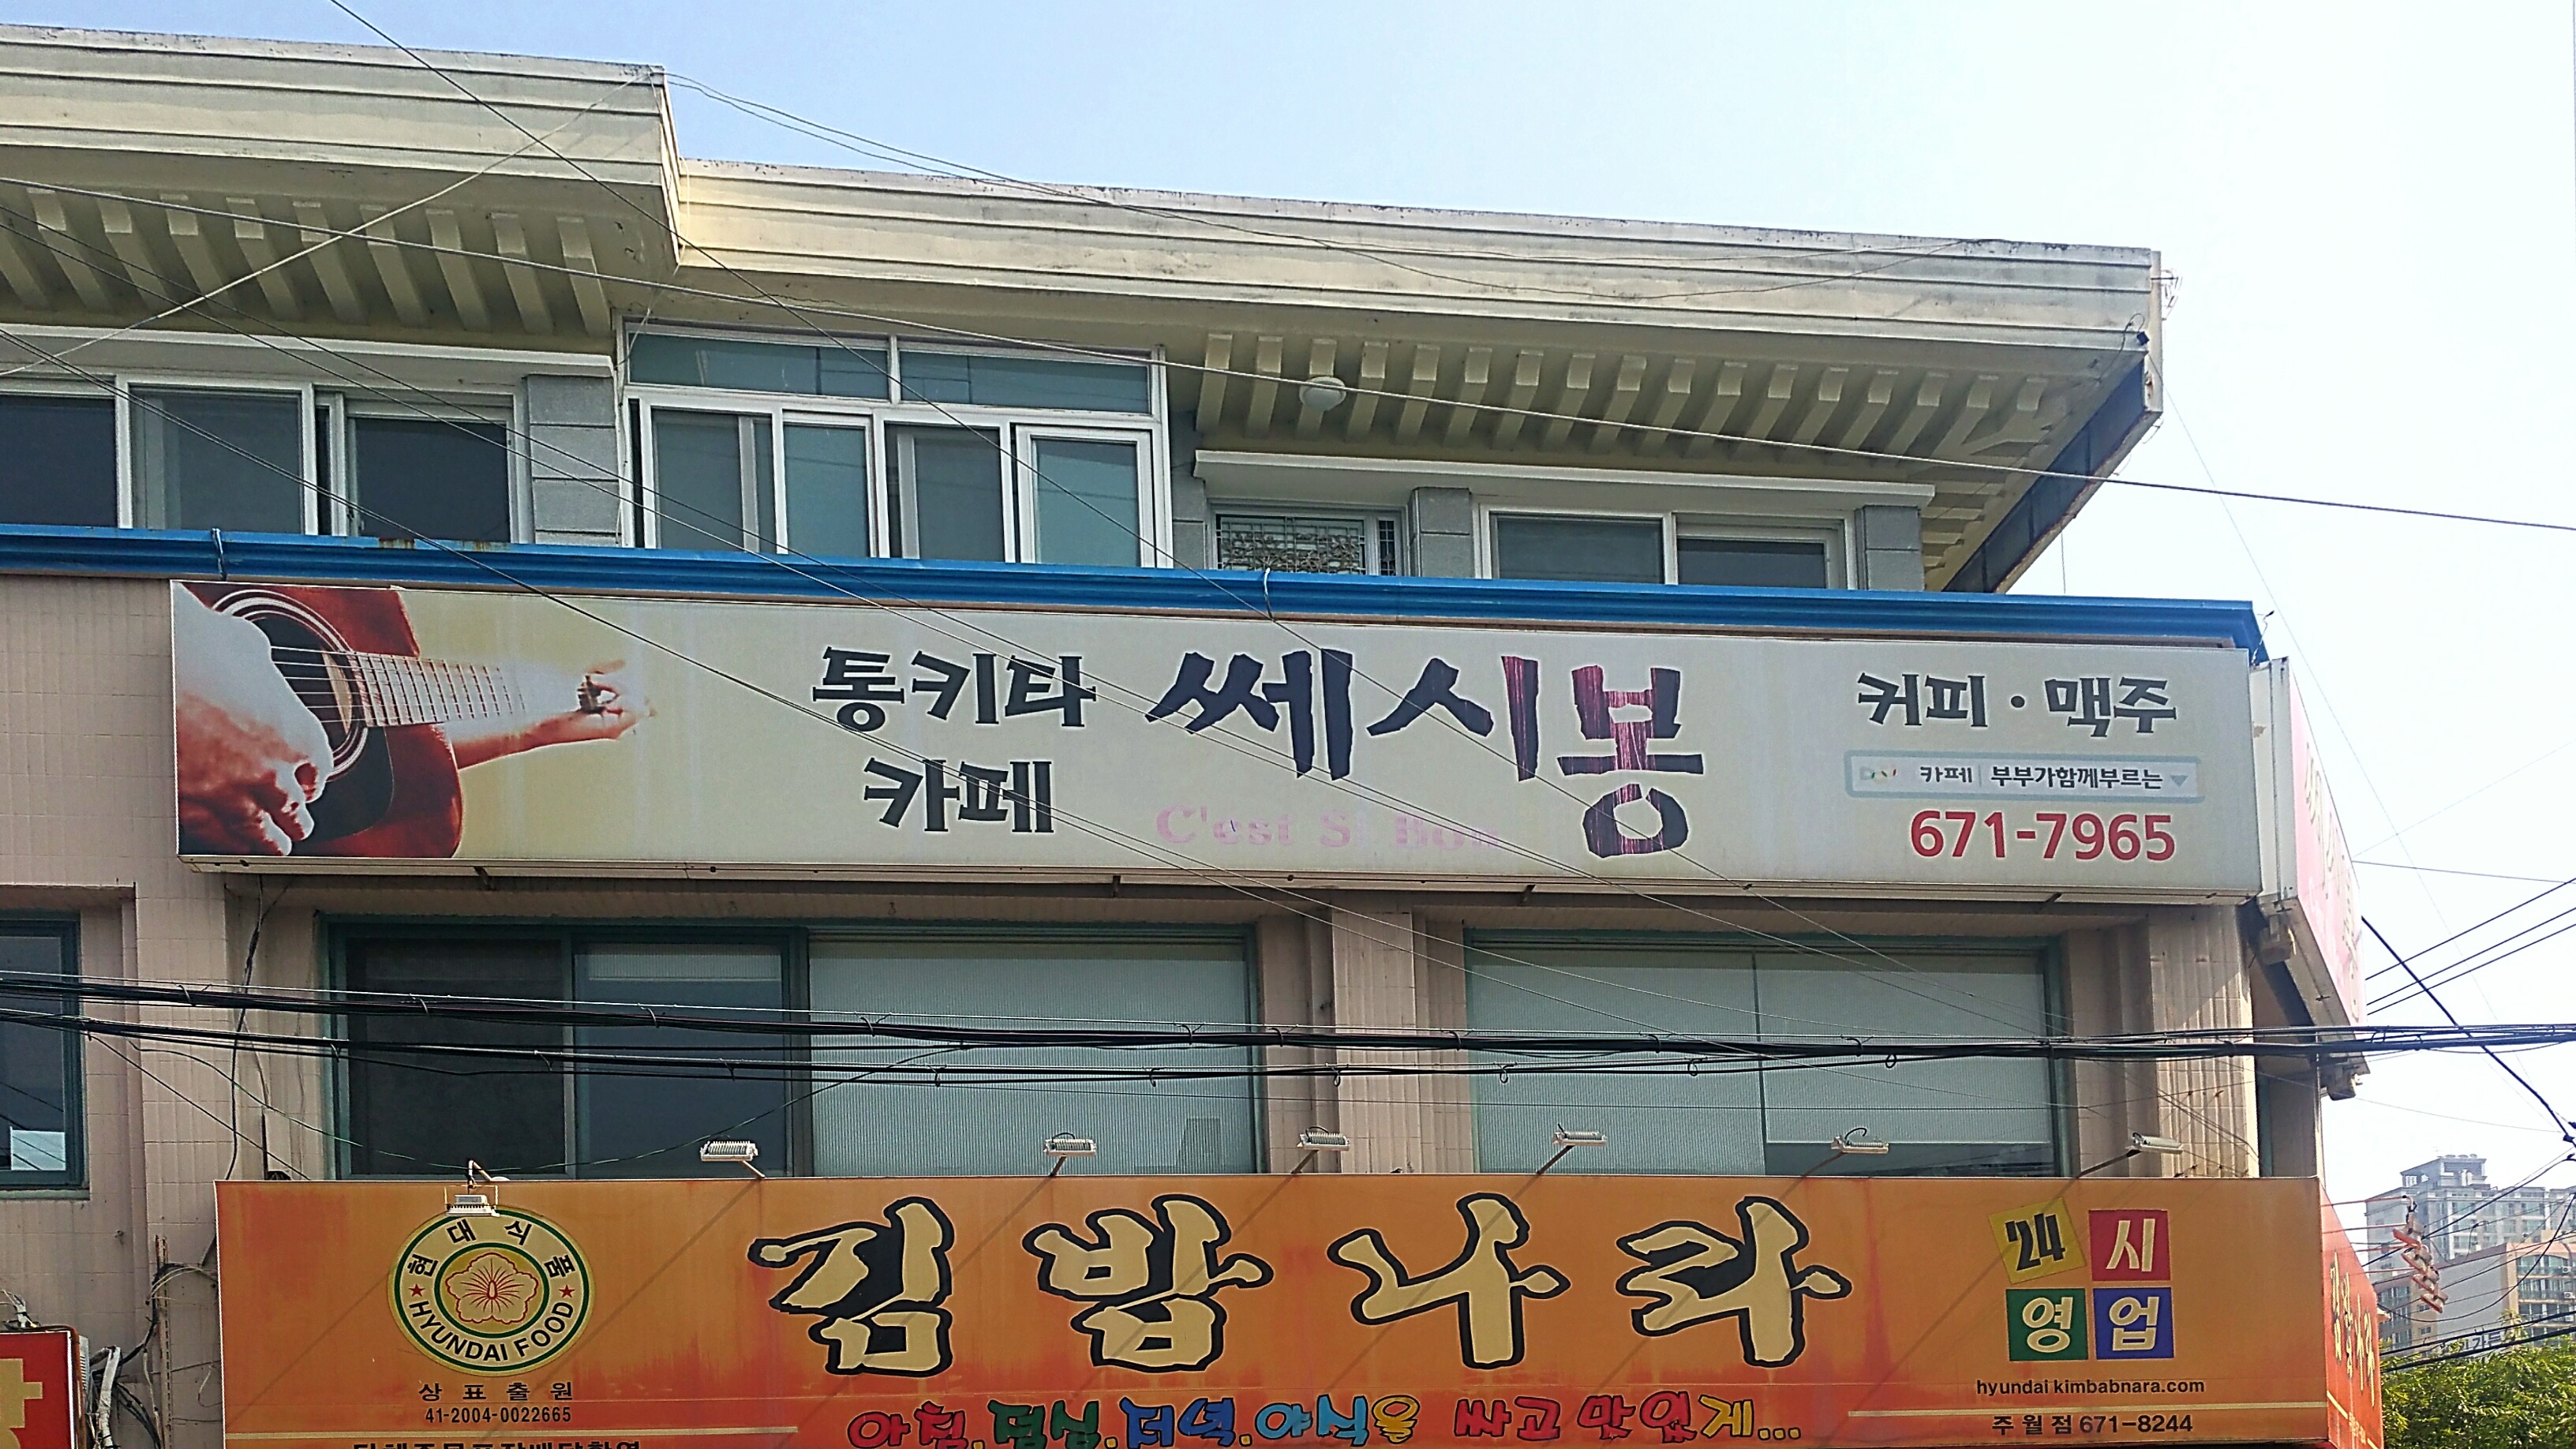 통키타 쎄시봉
카페
C'est Si Bon
커피 · 맥주
카페 부부가함께부르는
671-7965
현대식품
HYUNDAI FOOD
상표출원
41-2004-0022665
김밥나라
24시
영업
hyundai kimbabnara.com
주월점 671-8244
아침.점심.저녁.야식을 싸고 맛있게...